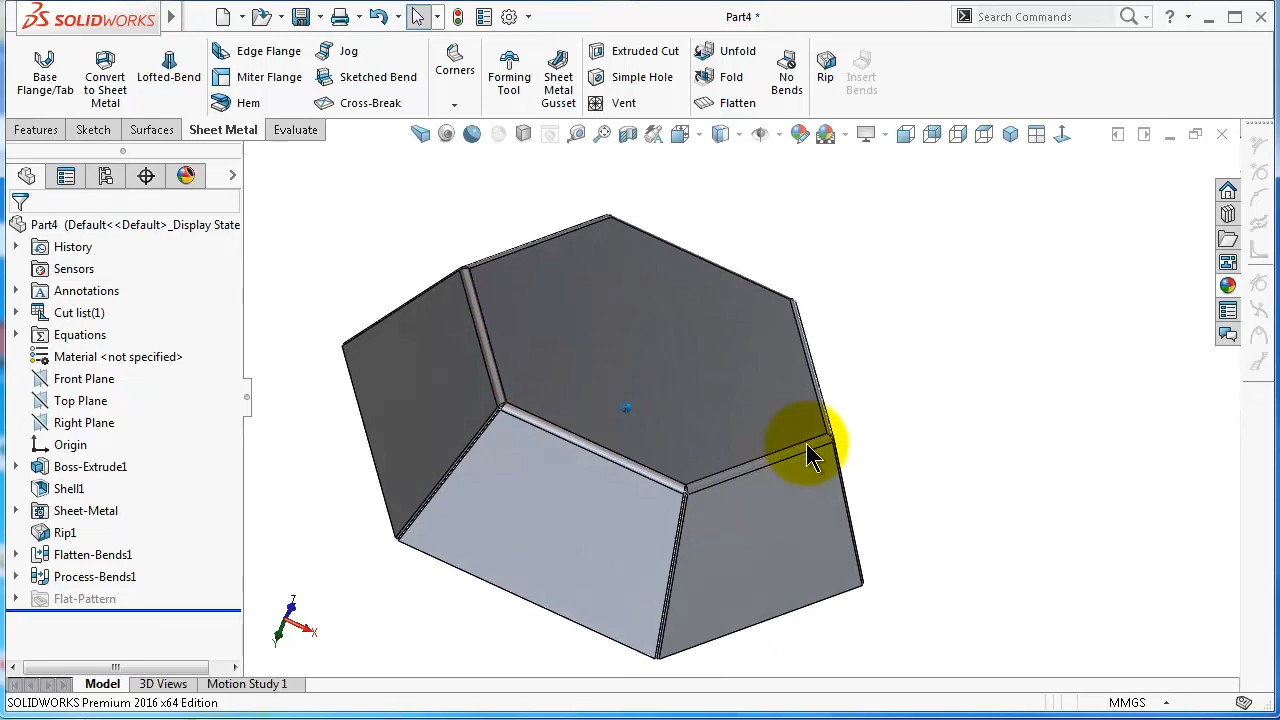 SOLIDWORKS
Part4 *
Search Commands
Base Flange/Tab
Convert to Sheet Metal
Lofted-Bend
Edge Flange
Miter Flange
Hem
Jog
Sketched Bend
Cross-Break
Corners
Forming Tool
Sheet Metal Gusset
Extruded Cut
Simple Hole
Vent
Unfold
Fold
Flatten
No Bends
Rip
Insert Bends
Features
Sketch
Surfaces
Sheet Metal
Evaluate
Part4 (Default<<Default>_Display State
History
Sensors
Annotations
Cut list(1)
Equations
Material <not specified>
Front Plane
Top Plane
Right Plane
Origin
Boss-Extrude1
Shell1
Sheet-Metal
Rip1
Flatten-Bends1
Process-Bends1
Flat-Pattern
Z
X
Y
Model
3D Views
Motion Study 1
SOLIDWORKS Premium 2016 x64 Edition
MMGS